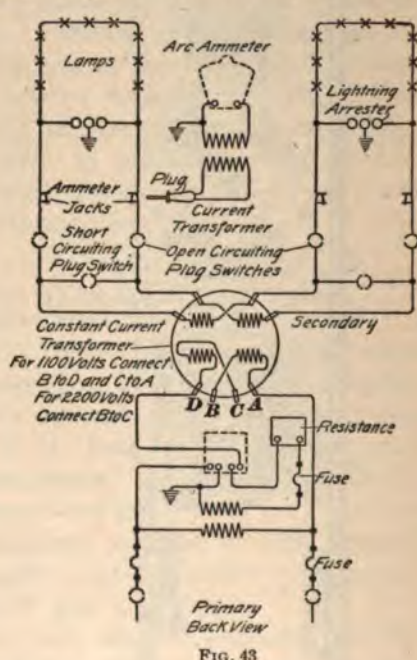 Lamps
Arc Ammeter
Lightning
Arrester
Plug
Ammeter
Jacks
Current
Transformer
Short
Circuiting
Plug Switch
Open Circuiting
Plug Switches
Constant Current
Transformer
For 1100 Volts Connect
B to D and C to A
For 2200 Volts
Connect B to C
Secondary
D B C A
Resistance
Fuse
Fuse
Primary
Back View
FIG. 43